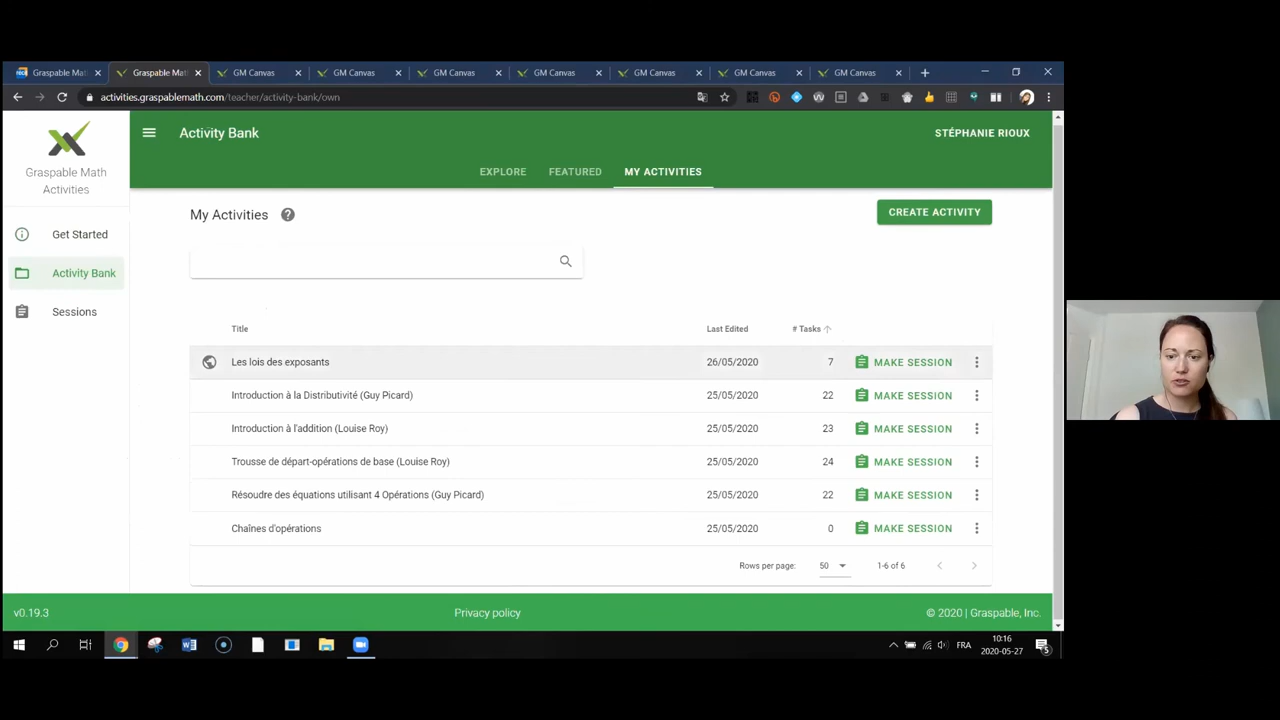 Graspable Mat
Graspable Mat
GM Canvas
GM Canvas
GM Canvas
GM Canvas
GM Canvas
GM Canvas
GM Canvas
activities.graspablemath.com/teacher/activity-bank/own
Graspable Math
Activities
Activity Bank
STÉPHANIE RIOUX
EXPLORE
FEATURED
MY ACTIVITIES
Get Started
Activity Bank
Sessions
My Activities
CREATE ACTIVITY
Title Last Edited # Tasks
Les lois des exposants 26/05/2020 7 MAKE SESSION
Introduction à la Distributivité (Guy Picard) 25/05/2020 22 MAKE SESSION
Introduction à l'addition (Louise Roy) 25/05/2020 23 MAKE SESSION
Trousse de départ-opérations de base (Louise Roy) 25/05/2020 24 MAKE SESSION
Résoudre des équations utilisant 4 Opérations (Guy Picard) 25/05/2020 22 MAKE SESSION
Chaînes d'opérations 25/05/2020 0 MAKE SESSION
Rows per page: 50 1-6 of 6
v0.19.3 Privacy policy © 2020 | Graspable, Inc.
FRA
10:16
2020-05-27
5